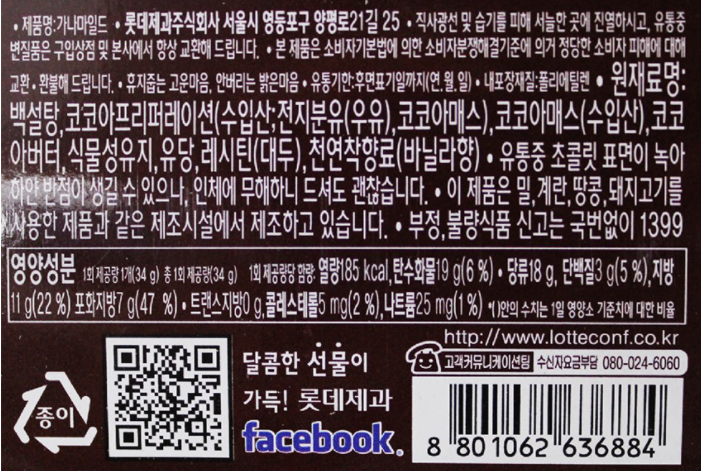 • 제품명:가나마일드 • 롯데제과주식회사 서울시 영등포구 양평로21길 25 • 직사광선 및 습기를 피해 서늘한 곳에 진열하시고, 유통중
변질품은 구입상점 및 본사에서 항상 교환해 드립니다. • 본 제품은 소비자기본법에 의한 소비자분쟁해결기준에 의거 정당한 소비자 피해에 대해
교환•환불해 드립니다. • 휴지줍는 고운마음, 안버리는 밝은마음 • 유통기한:후면표기일까지(연.월.일) • 내포장재질:폴리에틸렌 • 원재료명:
백설탕,코코아프리퍼레이션(수입산;전지분유(우유),코코아매스),코코아매스(수입산),코코
아버터,식물성유지,유당,레시틴(대두),천연착향료(바닐라향) • 유통중 초콜릿 표면이 녹아
하얀 반점이 생길 수 있으나, 인체에 무해하니 드셔도 괜찮습니다. • 이 제품은 밀,계란,땅콩,돼지고기를
사용한 제품과 같은 제조시설에서 제조하고 있습니다. • 부정,불량식품 신고는 국번없이 1399
영양성분 1회 제공량 1개(34 g) 총 1회 제공량(34 g) 1회 제공량당 함량: 열량185 kcal,탄수화물19 g(6 %) • 당류18 g, 단백질3 g(5 %),지방
11 g(22 %) 포화지방7 g(47 %) • 트랜스지방0 g,콜레스테롤5 mg(2 %),나트륨25 mg(1 %) *( )안의 수치는 1일 영양소 기준치에 대한 비율
http://www.lotteconf.co.kr
고객커뮤니케이션팀 수신자요금부담 080-024-6060
종이
달콤한 선물이
가득! 롯데제과
facebook.
8 801062 636884